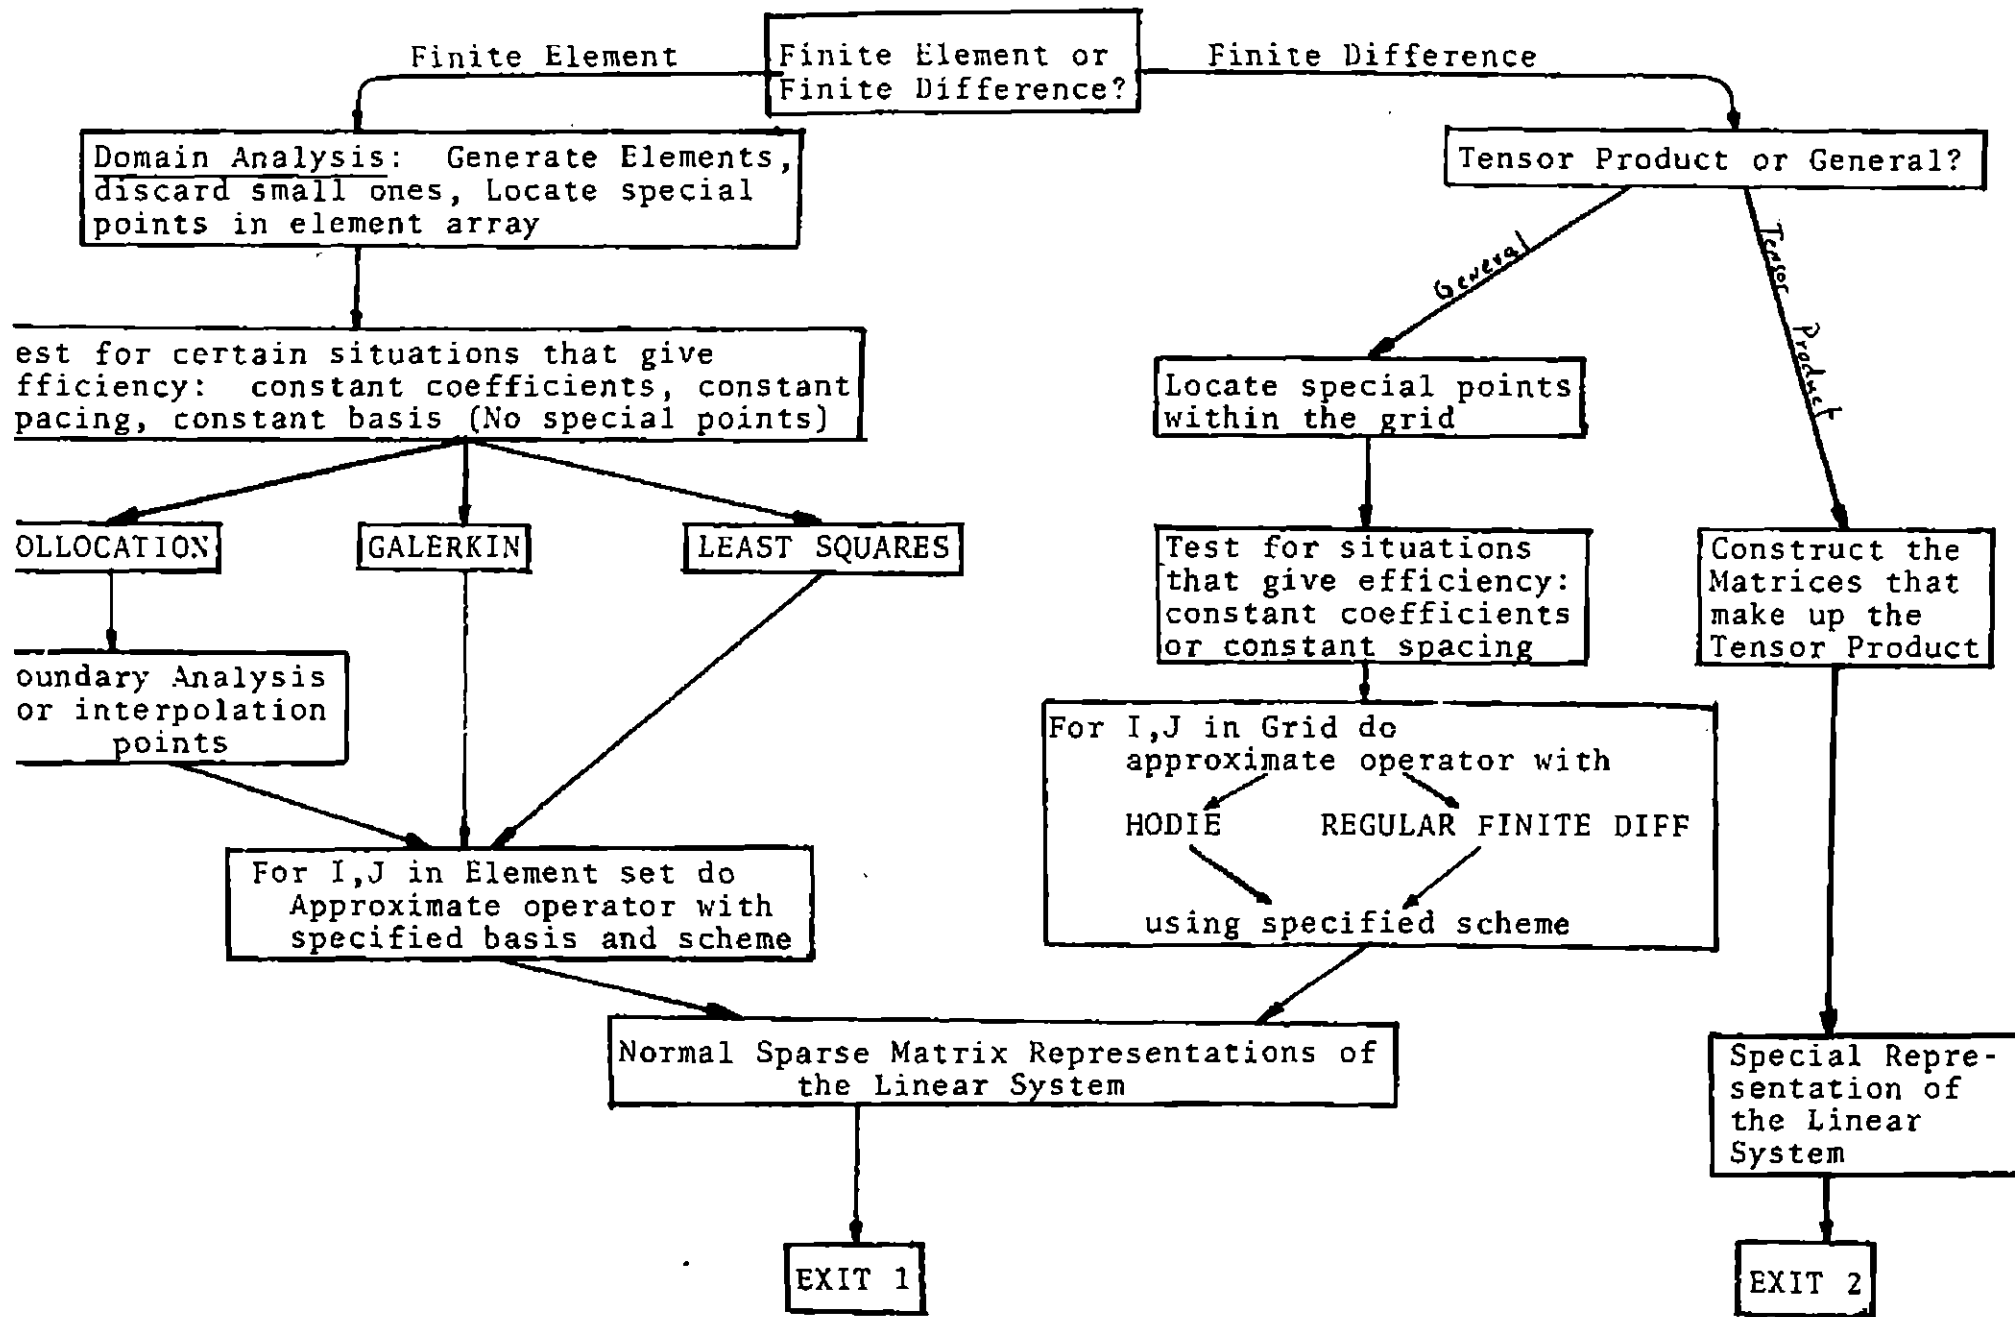 Finite Element
Finite Element or
Finite Difference?
Finite Difference
Domain Analysis: Generate Elements,
discard small ones, Locate special
points in element array
Tensor Product or General?
General
Tensor Product
est for certain situations that give
fficiency: constant coefficients, constant
pacing, constant basis (No special points)
Locate special points
within the grid
OLLOCATION
GALERKIN
LEAST SQUARES
Test for situations
that give efficiency:
constant coefficients
or constant spacing
Construct the
Matrices that
make up the
Tensor Product
oundary Analysis
or interpolation
points
For I,J in Grid do
approximate operator with
HODIE
REGULAR FINITE DIFF
using specified scheme
For I,J in Element set do
Approximate operator with
specified basis and scheme
Normal Sparse Matrix Representations of
the Linear System
Special Repre-
sentation of
the Linear
System
EXIT 1
EXIT 2